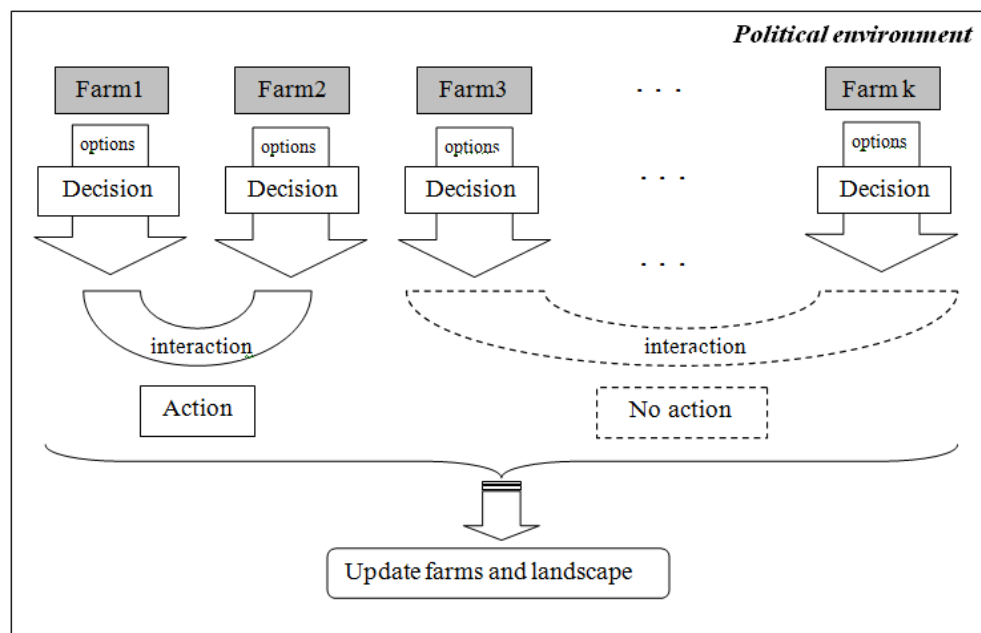 Political environment
Farm1 Farm2 Farm3 . . . Farm k
options options options options
Decision Decision Decision . . . Decision
. . .
interaction interaction
Action No action
Update farms and landscape